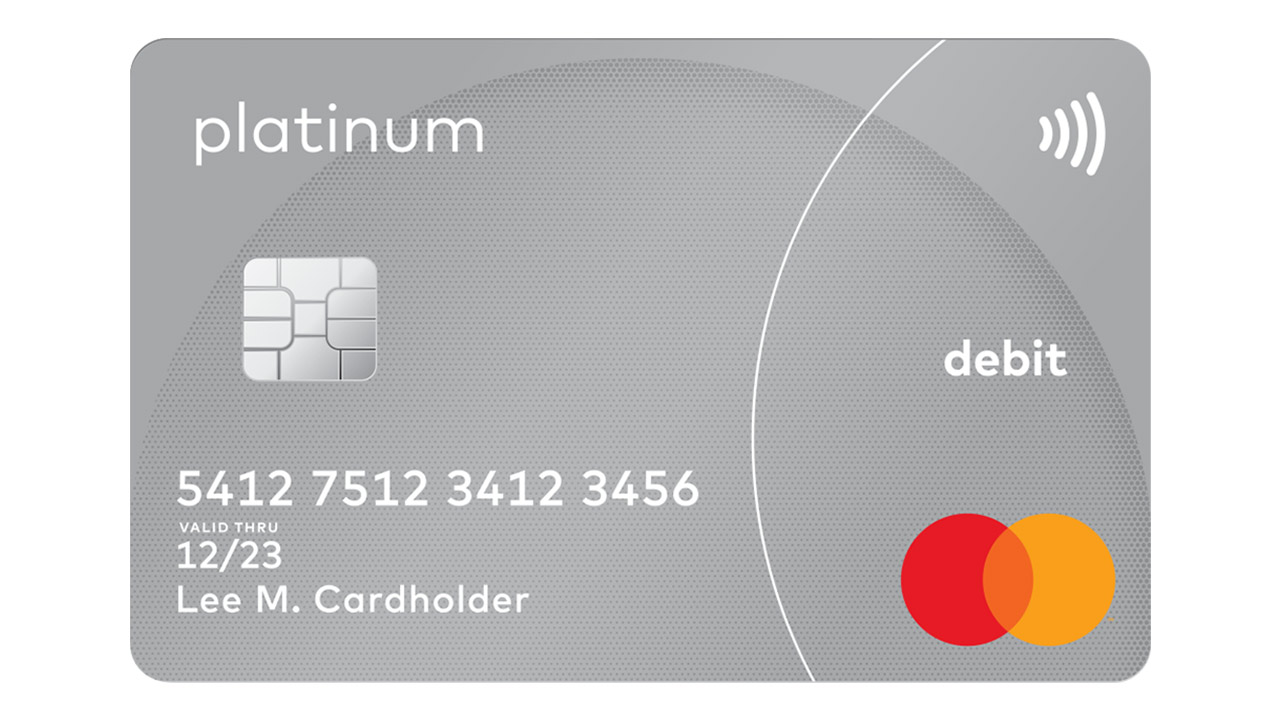 platinum
debit
5412 7512 3412 3456
VALID THRU
12/23
Lee M. Cardholder